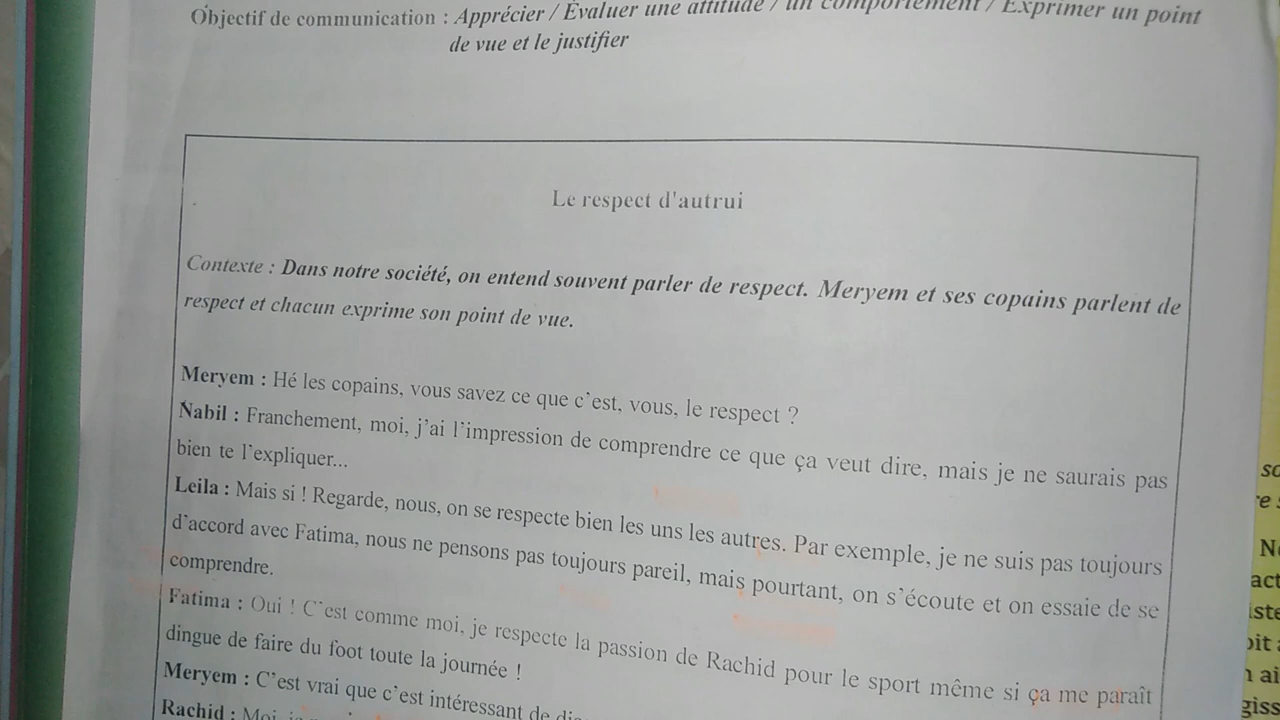 Objectif de communication : Apprécier / Évaluer une attitude / un comportement / Exprimer un point
de vue et le justifier
Le respect d'autrui
Contexte : Dans notre société, on entend souvent parler de respect. Meryem et ses copains parlent de
respect et chacun exprime son point de vue.
Meryem : Hé les copains, vous savez ce que c'est, vous, le respect ?
Nabil : Franchement, moi, j'ai l'impression de comprendre ce que ça veut dire, mais je ne saurais pas
bien te l'expliquer...
Leila : Mais si ! Regarde, nous, on se respecte bien les uns les autres. Par exemple, je ne suis pas toujours
d'accord avec Fatima, nous ne pensons pas toujours pareil, mais pourtant, on s'écoute et on essaie de se
comprendre.
Fatima : Oui ! C'est comme moi, je respecte la passion de Rachid pour le sport même si ça me paraît
dingue de faire du foot toute la journée !
Meryem : C'est vrai que c'est intéressant de
Rachid : Moi,